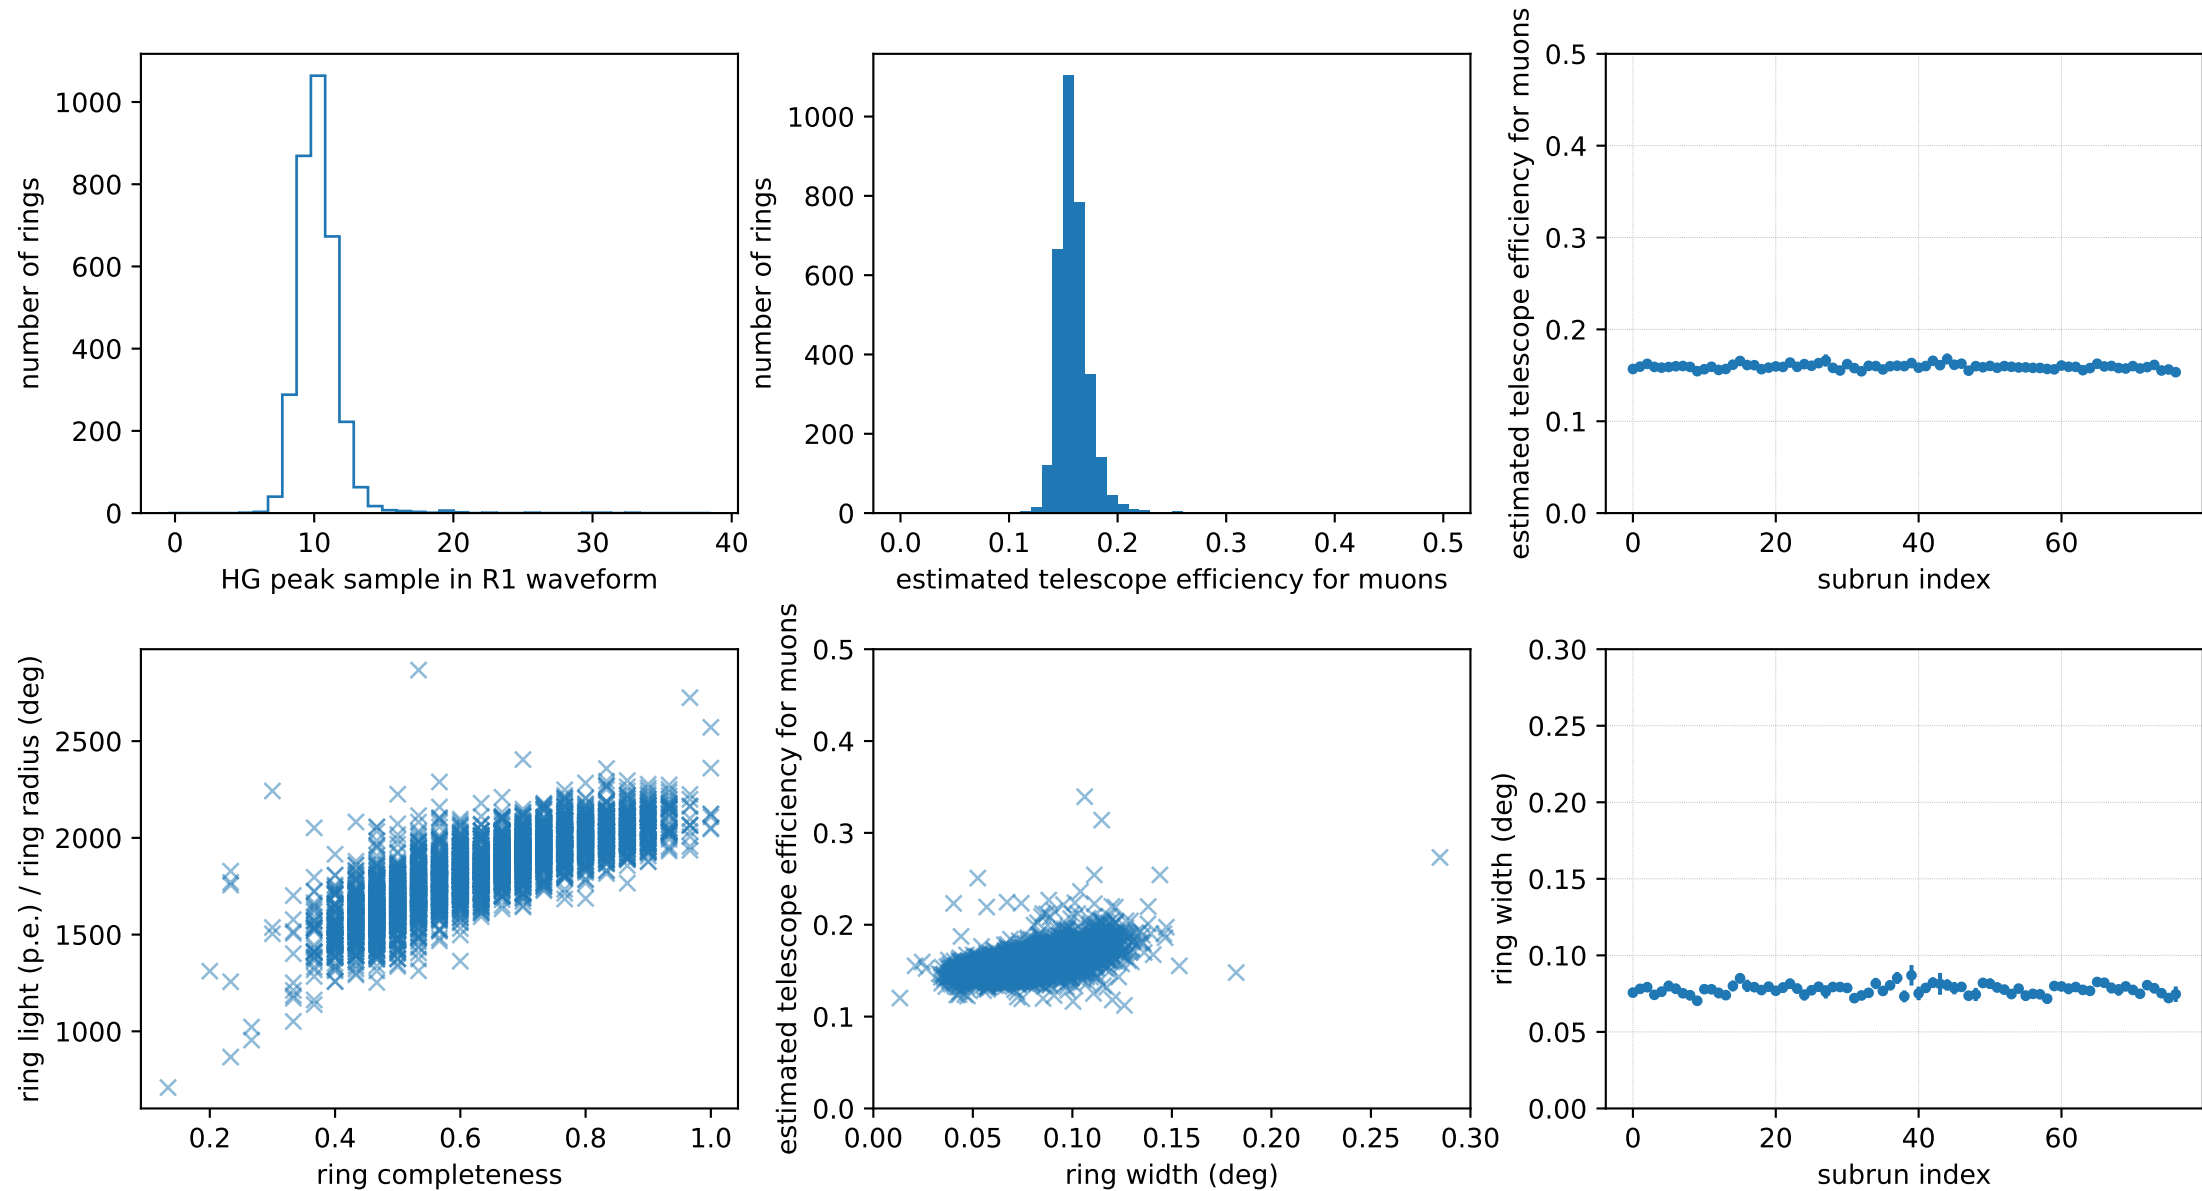 number of rings
1000
800
600
400
200
0
0 10 20 30 40
HG peak sample in R1 waveform
number of rings
1000
800
600
400
200
0
0.0 0.1 0.2 0.3 0.4 0.5
estimated telescope efficiency for muons
estimated telescope efficiency for muons
0.5
0.4
0.3
0.2
0.1
0.0
0 20 40 60
subrun index
ring light (p.e.) / ring radius (deg)
2500
2000
1500
1000
0.2 0.4 0.6 0.8 1.0
ring completeness
estimated telescope efficiency for muons
0.5
0.4
0.3
0.2
0.1
0.0
0.00 0.05 0.10 0.15 0.20 0.25 0.30
ring width (deg)
ring width (deg)
0.30
0.25
0.20
0.15
0.10
0.05
0.00
0 20 40 60
subrun index